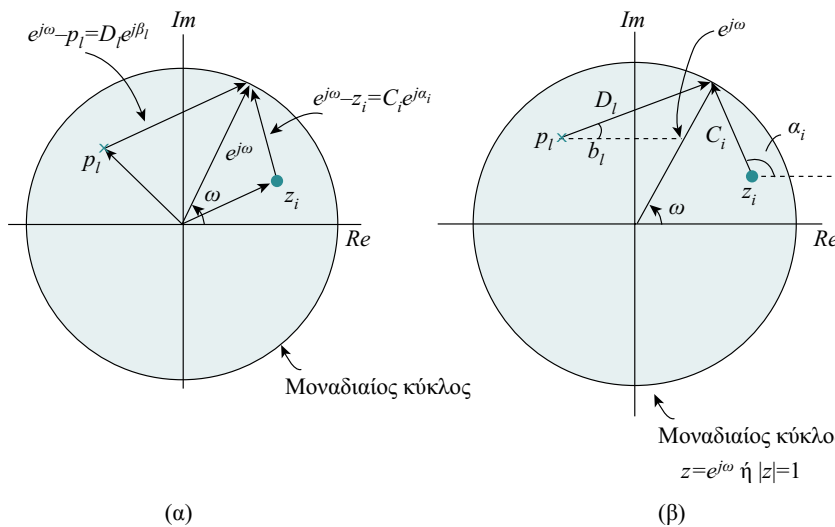 Im
e^{jω}–p_l=D_l e^{jβ_l}
e^{jω}–z_i=C_i e^{jα_i}
p_l
e^{jω}
z_i
ω
Re
Μοναδιαίος κύκλος
(α)
Im
e^{jω}
D_l
p_l
b_l
C_i
α_i
z_i
ω
Re
Μοναδιαίος κύκλο
z=e^{jω} ή |z|=1
(β)